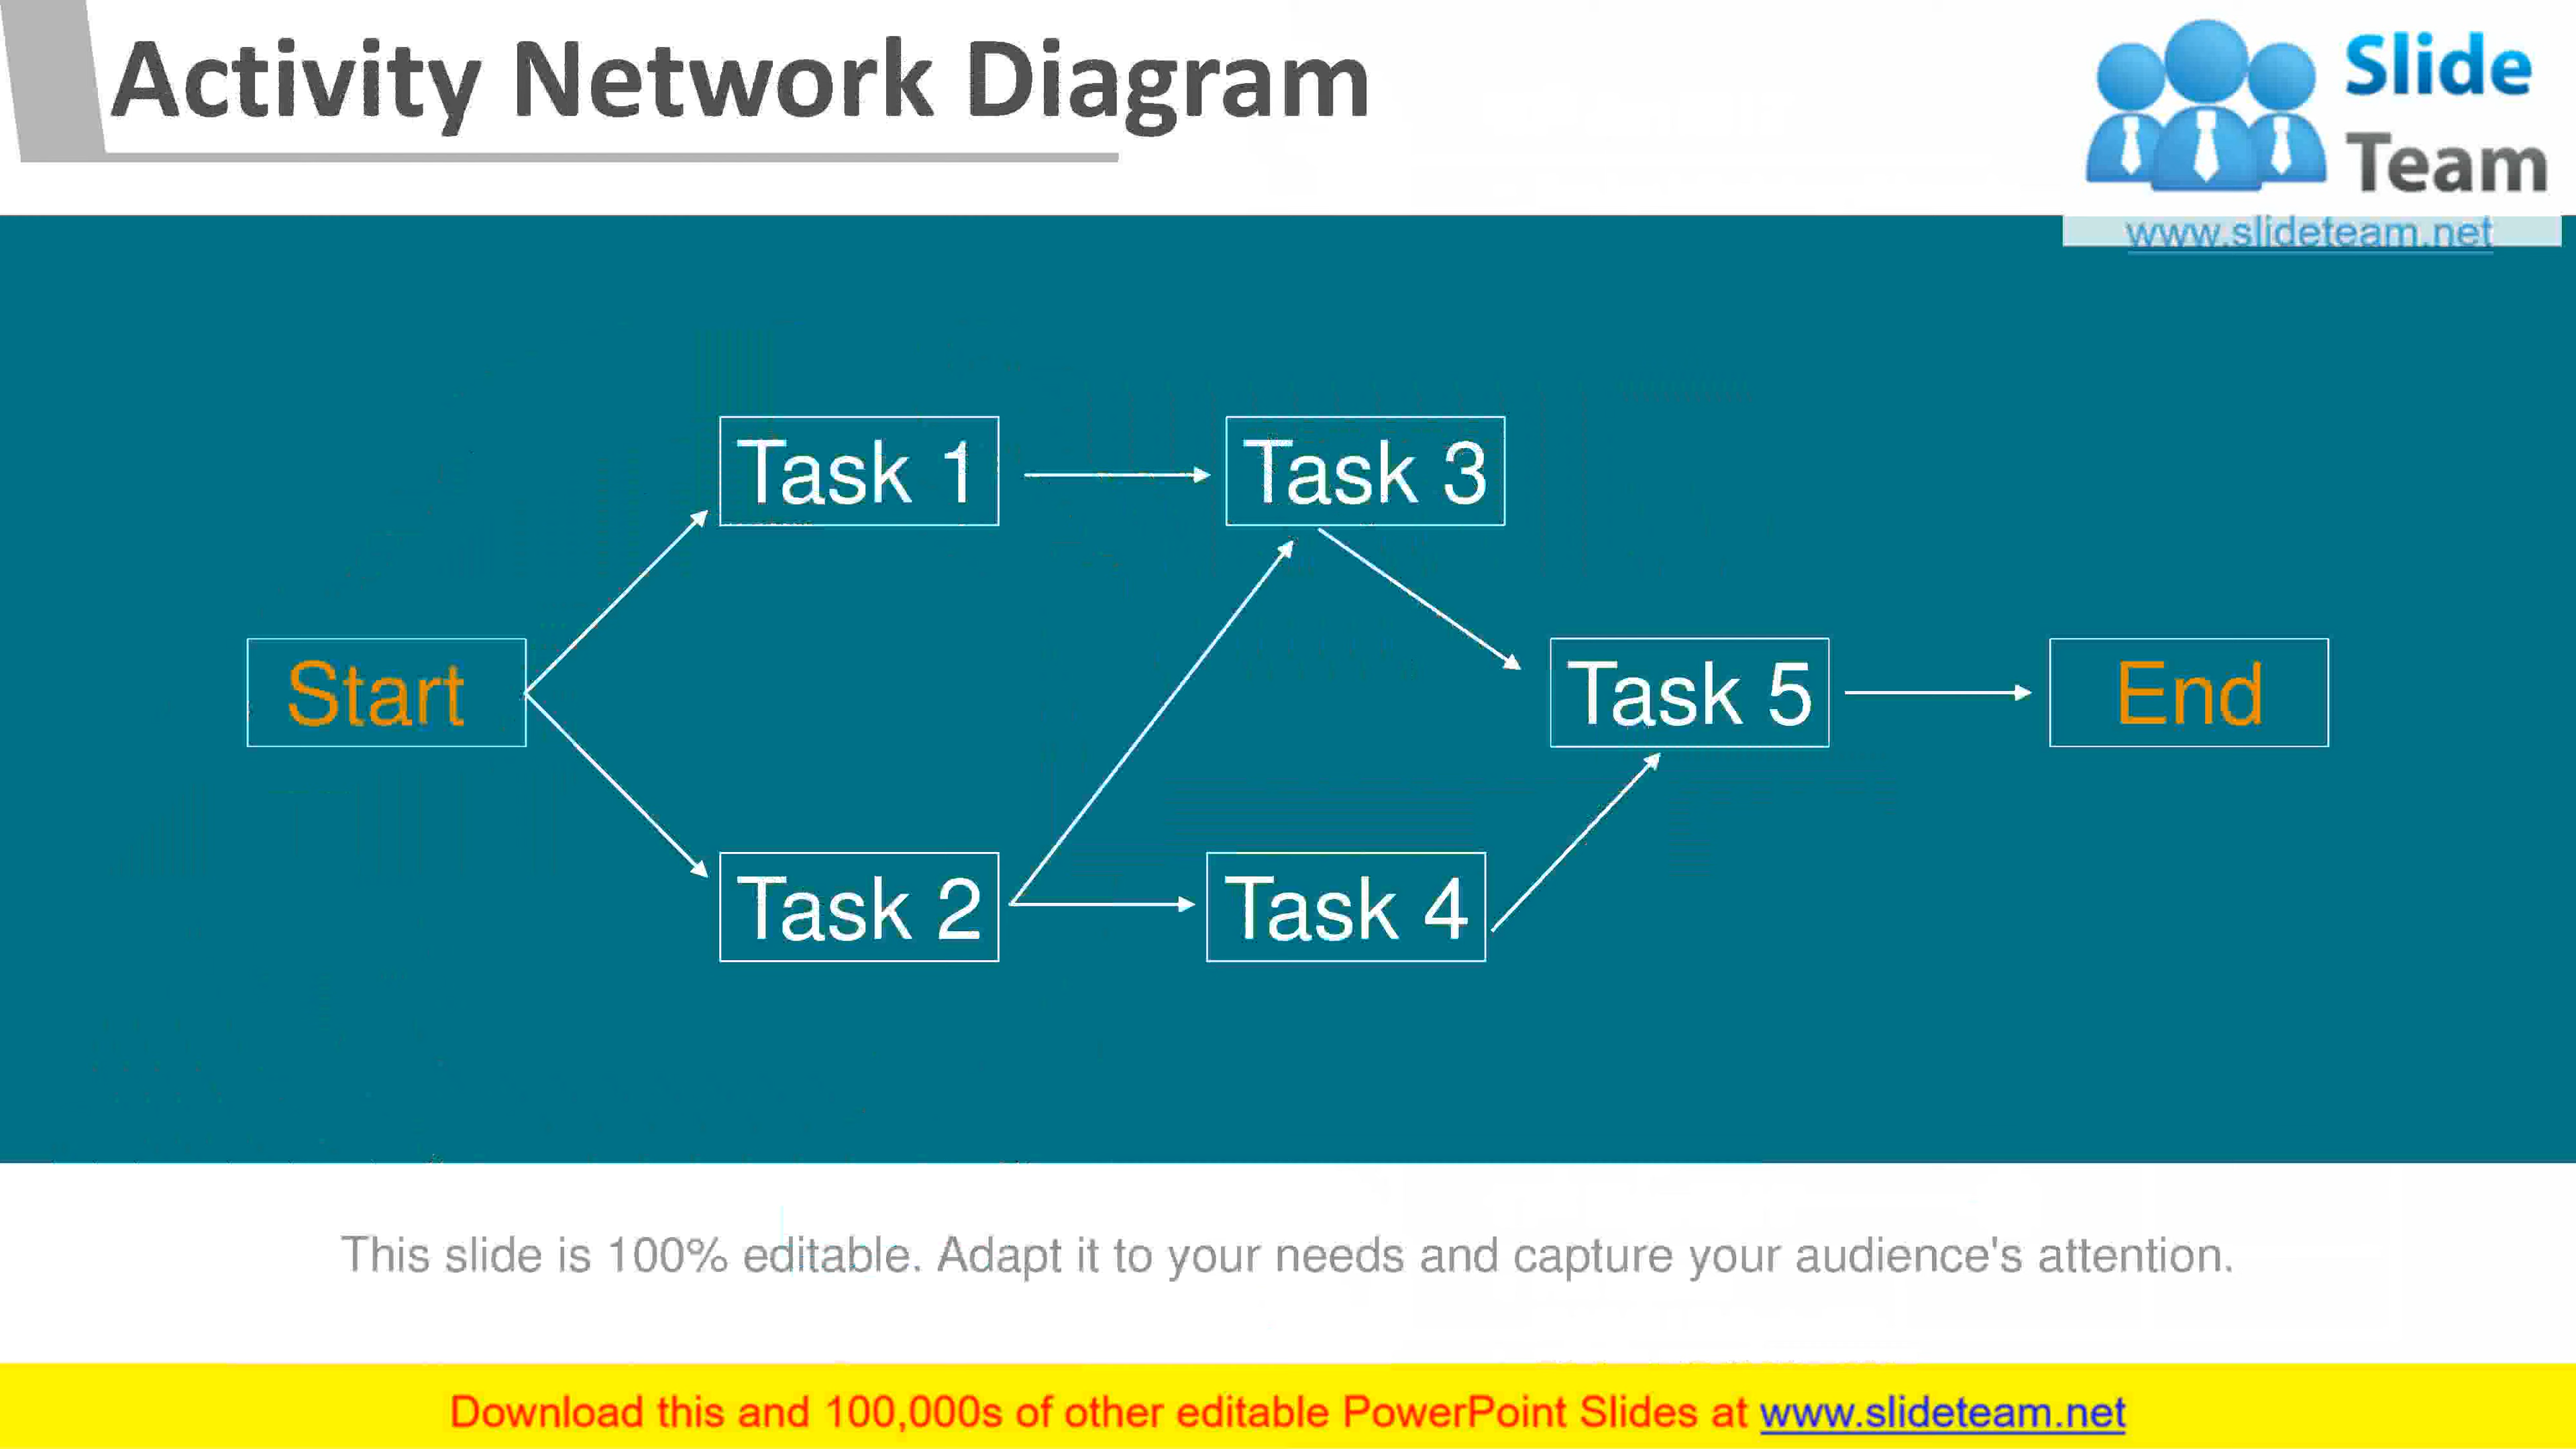 Activity Network Diagram
Slide
Team
www.slideteam.net
Task 1
Task 3
Start
Task 5
End
Task 2
Task 4
This slide is 100% editable. Adapt it to your needs and capture your audience's attention.
Download this and 100,000s of other editable PowerPoint Slides at www.slideteam.net